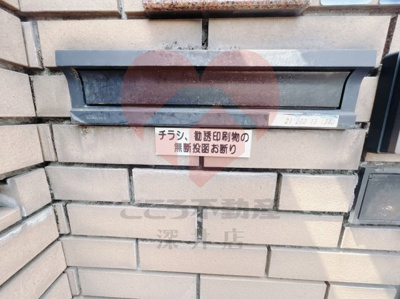 チラシ、勧誘印刷物の
無断投函お断り
こころ不動産
深井店